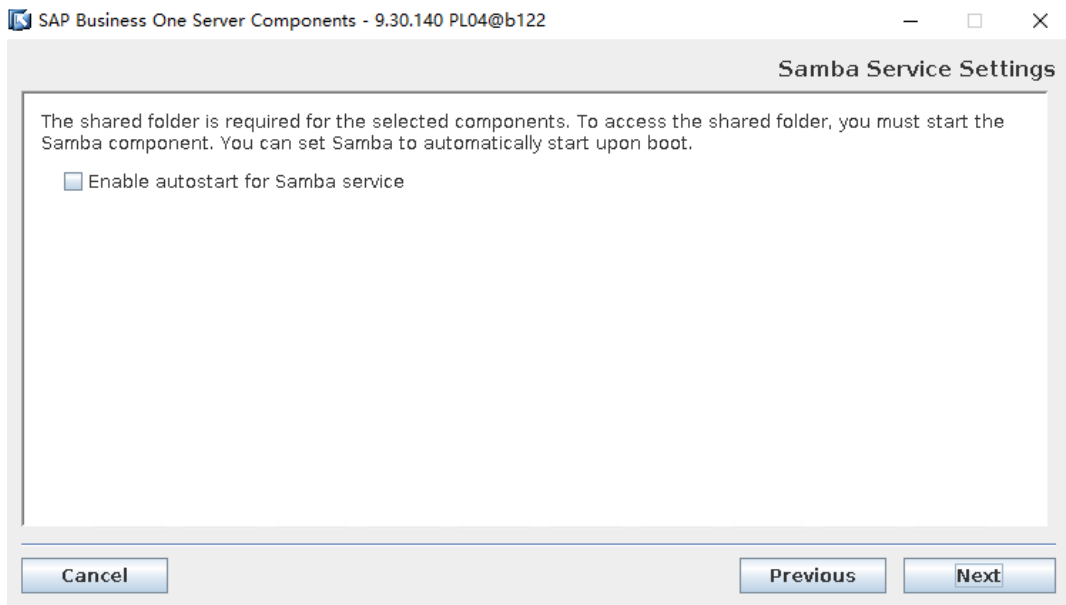 SAP Business One Server Components - 9.30.140 PL04@b122
Samba Service Settings
The shared folder is required for the selected components. To access the shared folder, you must start the
Samba component. You can set Samba to automatically start upon boot.
Enable autostart for Samba service
Cancel
Previous
Next